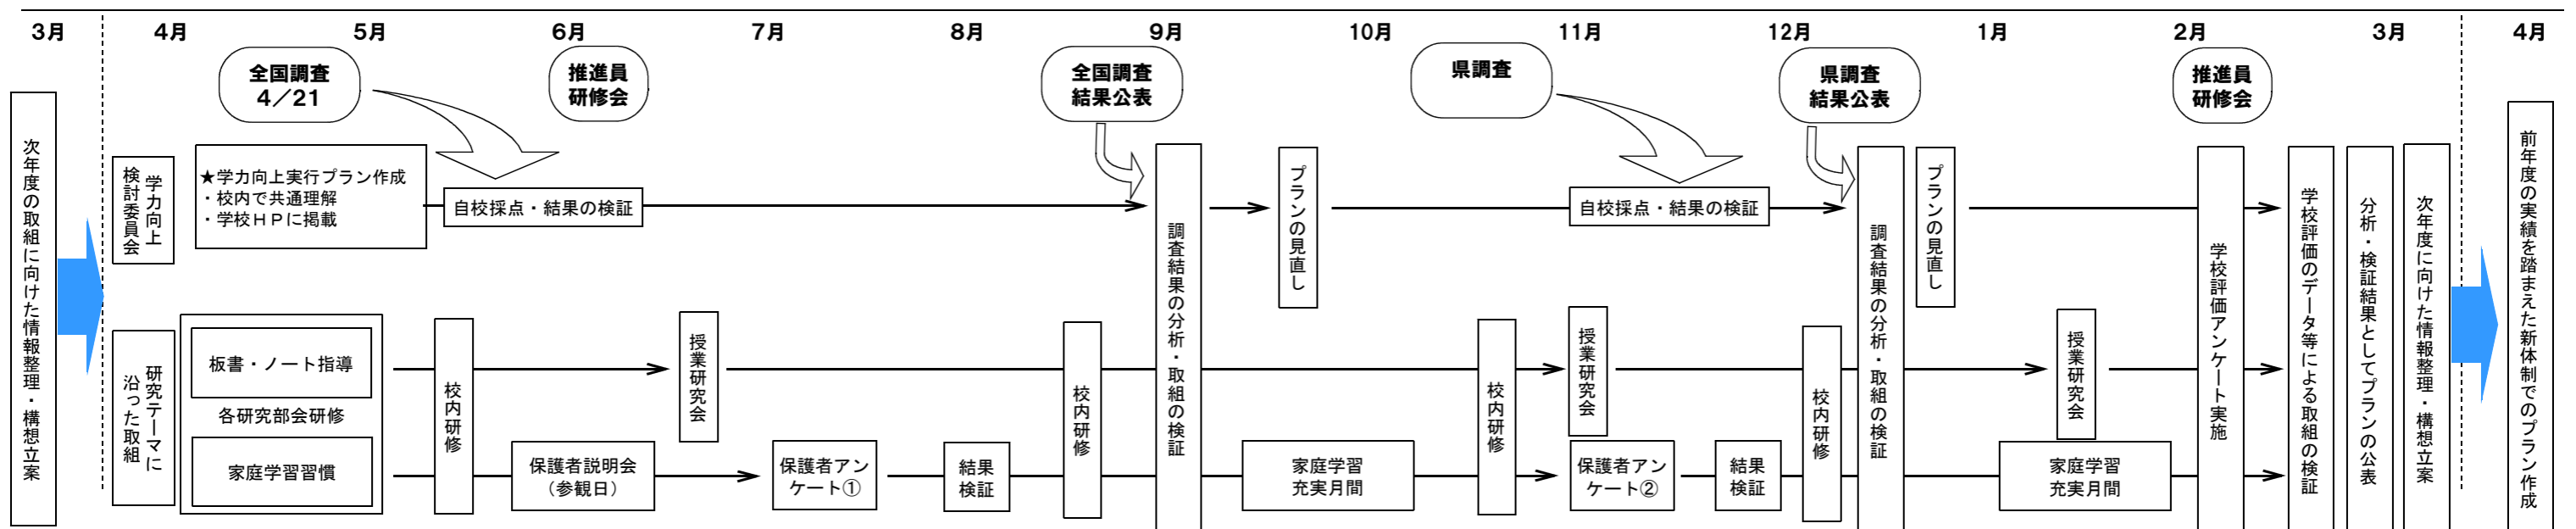 3月
4月
5月
6月
7月
8月
9月
10月
11月
12月
1月
2月
3月
4月
全国調査
4／21
推進員
研修会
全国調査
結果公表
県調査
県調査
結果公表
推進員
研修会
次年度の取組に向けた情報整理・構想立案
学力向上
検討委員会
★学力向上実行プラン作成
・校内で共通理解
・学校ＨＰに掲載
自校採点・結果の検証
調査結果の分析・取組の検証
プランの見直し
自校採点・結果の検証
調査結果の分析・取組の検証
プランの見直し
学校評価アンケート実施
学校評価のデータ等による取組の検証
分析・検証結果としてプランの公表
次年度に向けた情報整理・構想立案
前年度の実績を踏まえた新体制でのプラン作成
研究テーマに
沿った取組
板書・ノート指導
各研究部会研修
家庭学習習慣
校内研修
保護者説明会
（参観日）
授業研究会
保護者アン
ケート①
結果
検証
校内研修
家庭学習
充実月間
校内研修
授業研究会
保護者アン
ケート②
結果
検証
校内研修
授業研究会
家庭学習
充実月間